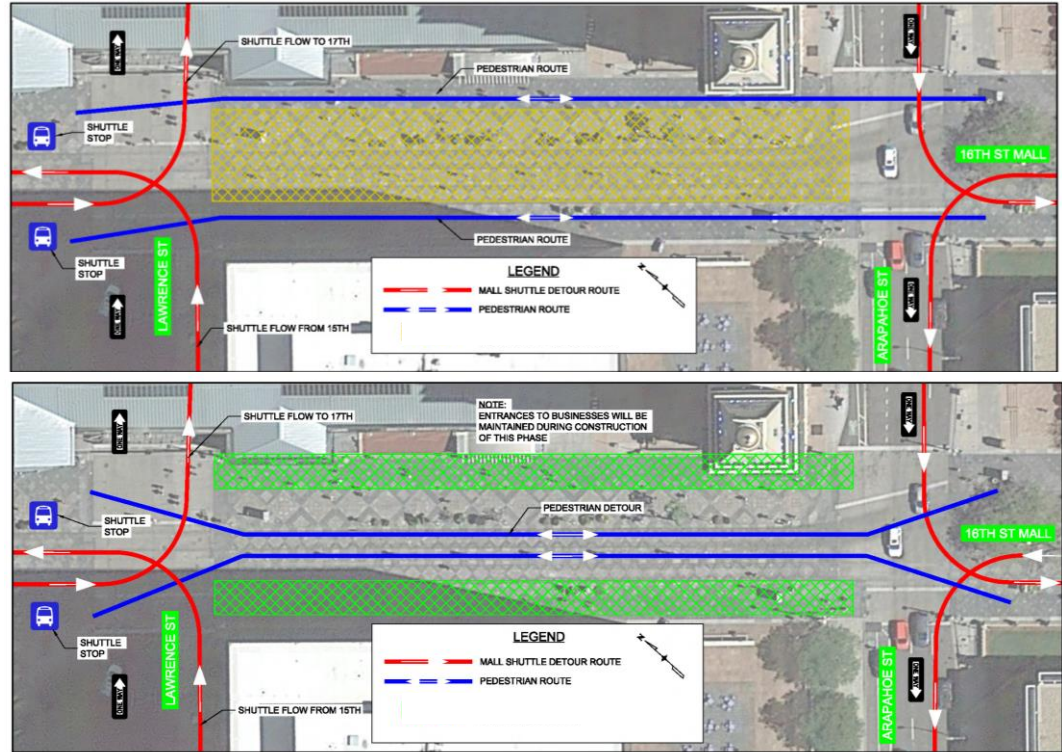 ONE WAY
SHUTTLE FLOW TO 17TH
ONE WAY
PEDESTRIAN ROUTE
SHUTTLE
STOP
16TH ST MALL
SHUTTLE
STOP
PEDESTRIAN ROUTE
LAWRENCE ST
ONE WAY
SHUTTLE FLOW FROM 15TH
LEGEND
N
MALL SHUTTLE DETOUR ROUTE
PEDESTRIAN ROUTE
ARAPAHOE ST
ONE WAY
ONE WAY
SHUTTLE FLOW TO 17TH
NOTE:
ENTRANCES TO BUSINESSES WILL BE
MAINTAINED DURING CONSTRUCTION
OF THIS PHASE
ONE WAY
PEDESTRIAN DETOUR
SHUTTLE
STOP
16TH ST MALL
SHUTTLE
STOP
LAWRENCE ST
ONE WAY
SHUTTLE FLOW FROM 15TH
LEGEND
N
MALL SHUTTLE DETOUR ROUTE
PEDESTRIAN ROUTE
ARAPAHOE ST
ONE WAY